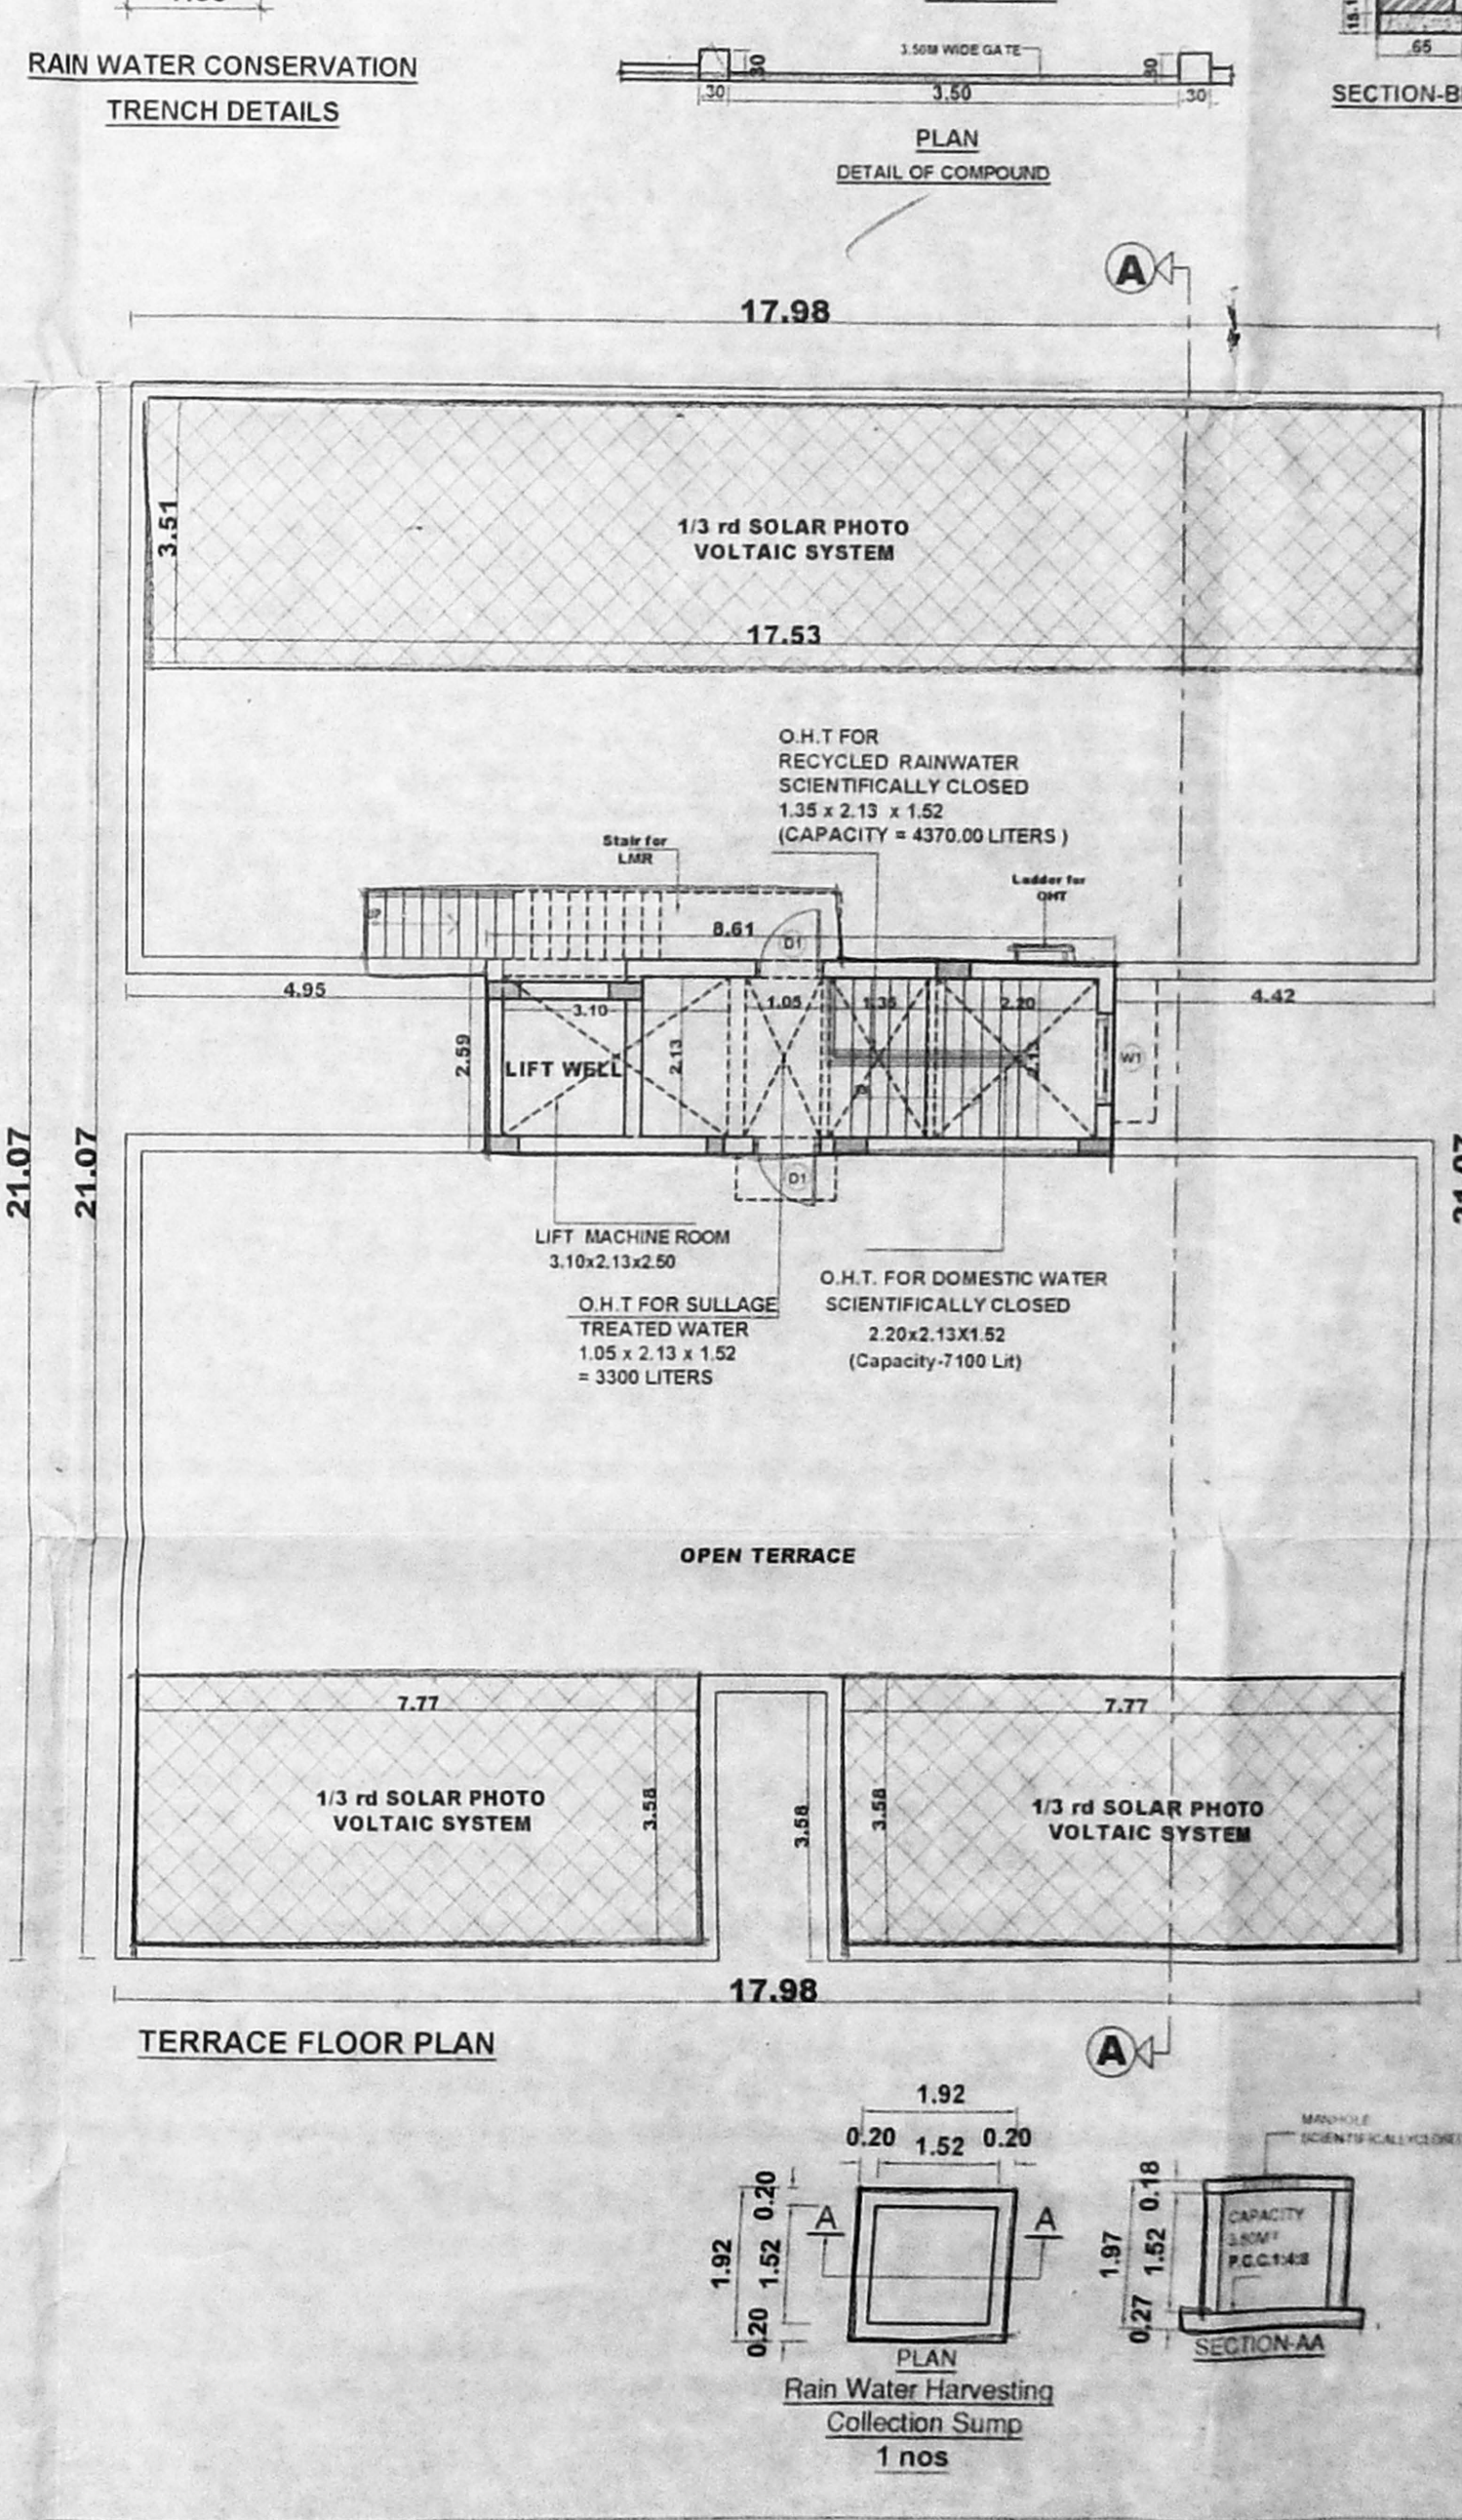 RAIN WATER CONSERVATION
TRENCH DETAILS
3.50M WIDE GATE
.30
.30
.30
3.50
.30
PLAN
DETAIL OF COMPOUND
.65
A
17.98
3.51
1/3 rd SOLAR PHOTO
VOLTAIC SYSTEM
17.53
O.H.T FOR
RECYCLED RAINWATER
SCIENTIFICALLY CLOSED
1.35 x 2.13 x 1.52
(CAPACITY = 4370.00 LITERS )
Stair for
LMR
Ladder for
OHT
8.61
D1
4.95
4.42
3.10
1.05
1.35
2.20
2.59
LIFT WELL
2.13
2.13
W1
21.07
21.07
D1
LIFT MACHINE ROOM
3.10x2.13x2.50
O.H.T FOR SULLAGE
TREATED WATER
1.05 x 2.13 x 1.52
= 3300 LITERS
O.H.T. FOR DOMESTIC WATER
SCIENTIFICALLY CLOSED
2.20x2.13X1.52
(Capacity-7100 Lit)
OPEN TERRACE
7.77
7.77
1/3 rd SOLAR PHOTO
VOLTAIC SYSTEM
3.58
3.58
3.58
1/3 rd SOLAR PHOTO
VOLTAIC SYSTEM
17.98
TERRACE FLOOR PLAN
A
1.92
0.20 1.52 0.20
0.20
1.92
1.52
0.20
A
A
PLAN
Rain Water Harvesting
Collection Sump
1 nos
MANHOLE
0.18
1.97
1.52
0.27
CAPACITY
P.C.C.1:4:8
SECTION-AA